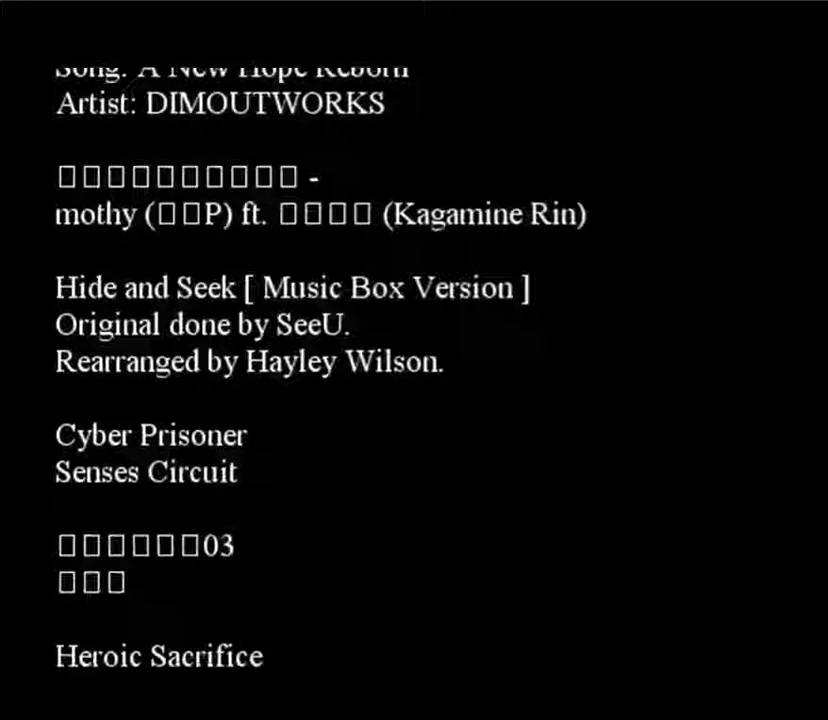 Song: A New Hope Reborn
Artist: DIMOUTWORKS
□□□□□□□□□□ -
mothy (□□P) ft. □□□□ (Kagamine Rin)
Hide and Seek [ Music Box Version ]
Original done by SeeU.
Rearranged by Hayley Wilson.
Cyber Prisoner
Senses Circuit
□□□□□□03
□□□
Heroic Sacrifice